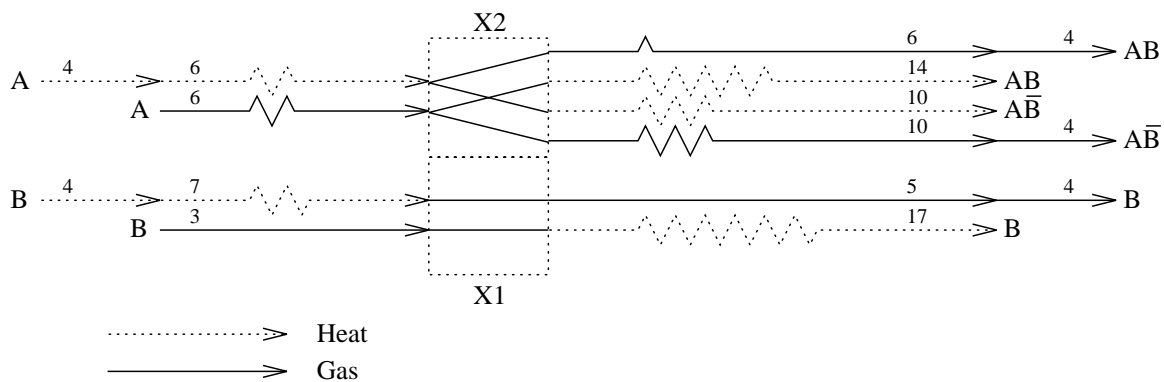 X2
6 4 AB
A 4 6 14 AB
A 6 10 AB̅
10 4 AB̅
B 4 7 5 4 B
B 3 17 B
X1
Heat
Gas